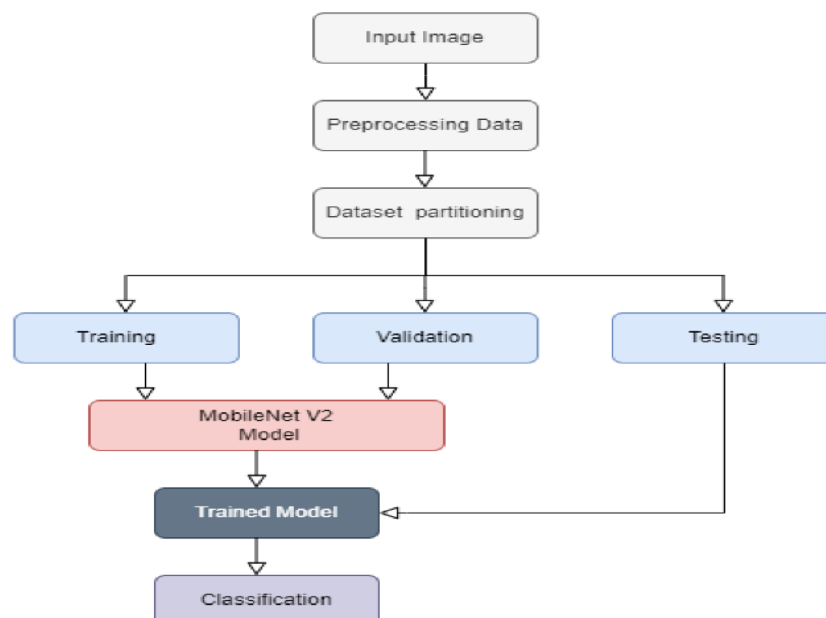 Input Image
Preprocessing Data
Dataset partitioning
Training
Validation
Testing
MobileNet V2
Model
Trained Model
Classification